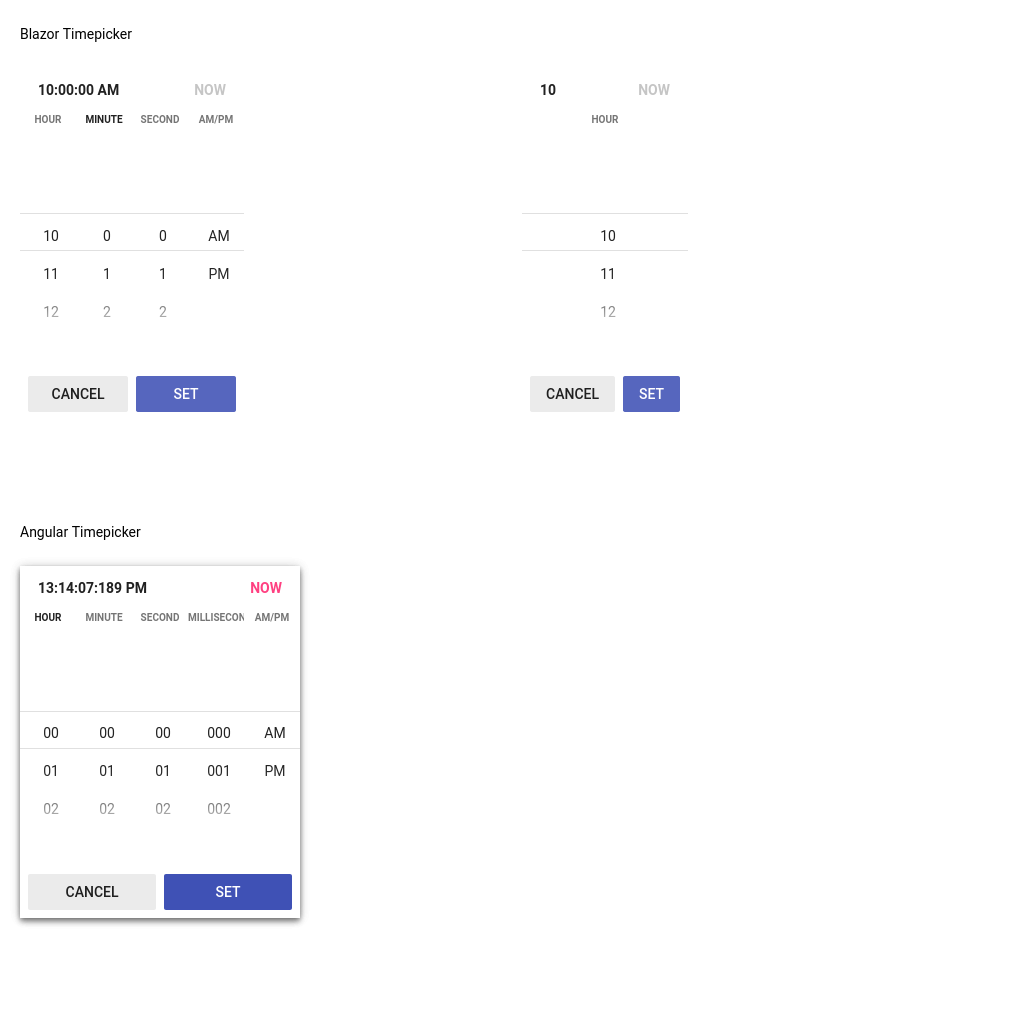 Blazor Timepicker
10:00:00 AM NOW
HOUR MINUTE SECOND AM/PM
10 0 0 AM
11 1 1 PM
12 2 2
CANCEL SET
10 NOW
HOUR
10
11
12
CANCEL SET
Angular Timepicker
13:14:07:189 PM NOW
HOUR MINUTE SECOND MILLISECON AM/PM
00 00 00 000 AM
01 01 01 001 PM
02 02 02 002
CANCEL SET